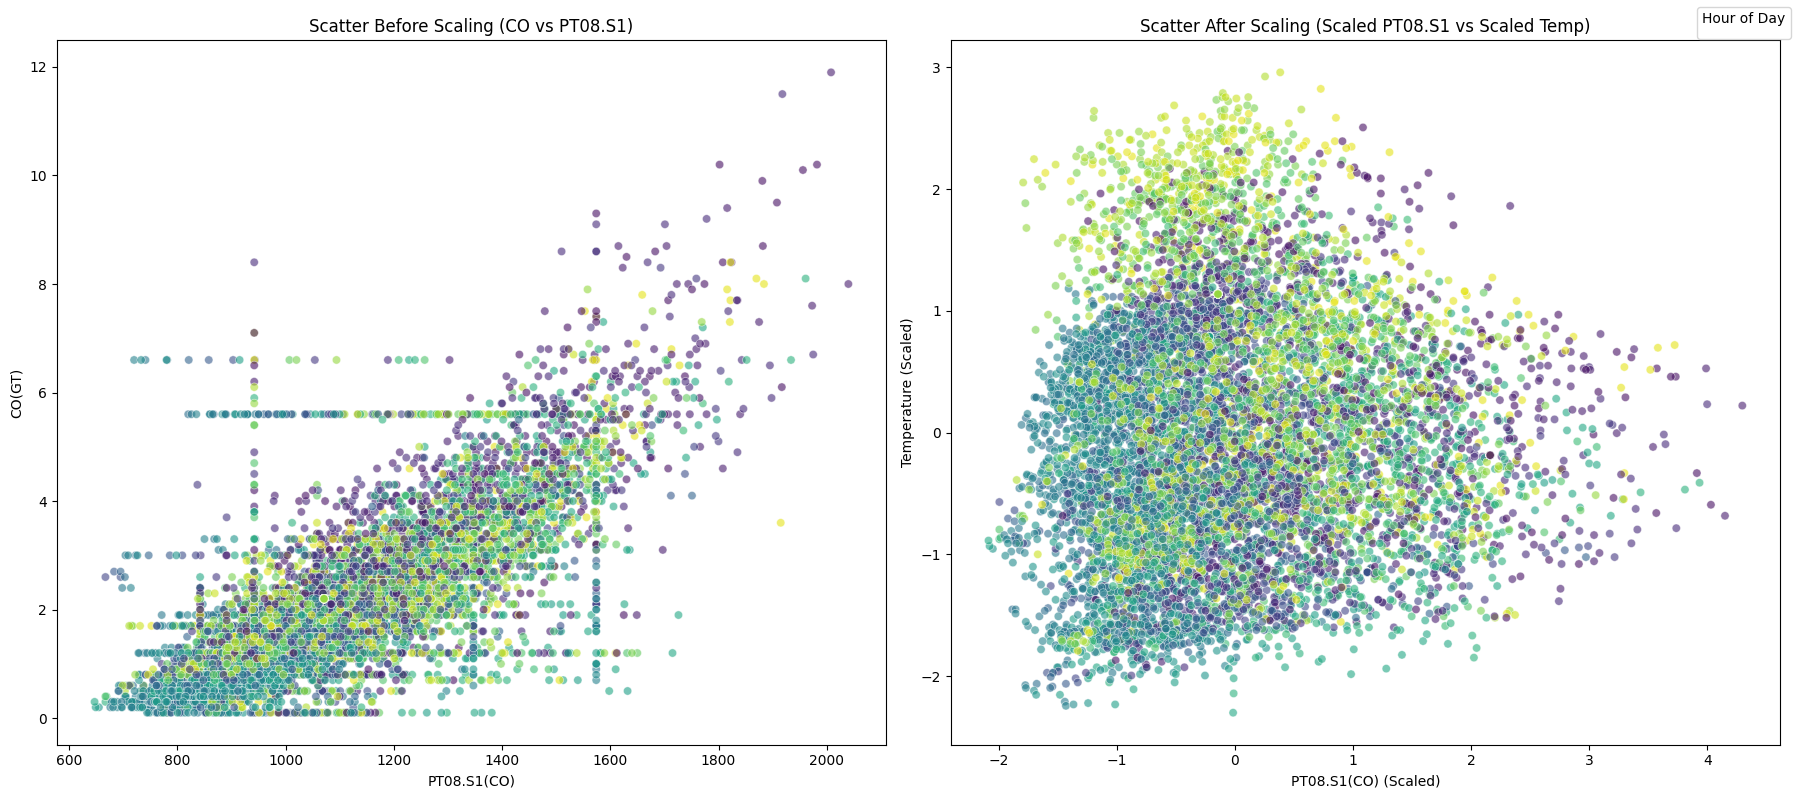 Scatter Before Scaling (CO vs PT08.S1)
12
10
8
6
4
2
0
CO(GT)
600 800 1000 1200 1400 1600 1800 2000
PT08.S1(CO)
Scatter After Scaling (Scaled PT08.S1 vs Scaled Temp)
Hour of Day
3
2
1
0
−1
−2
Temperature (Scaled)
−2 −1 0 1 2 3 4
PT08.S1(CO) (Scaled)